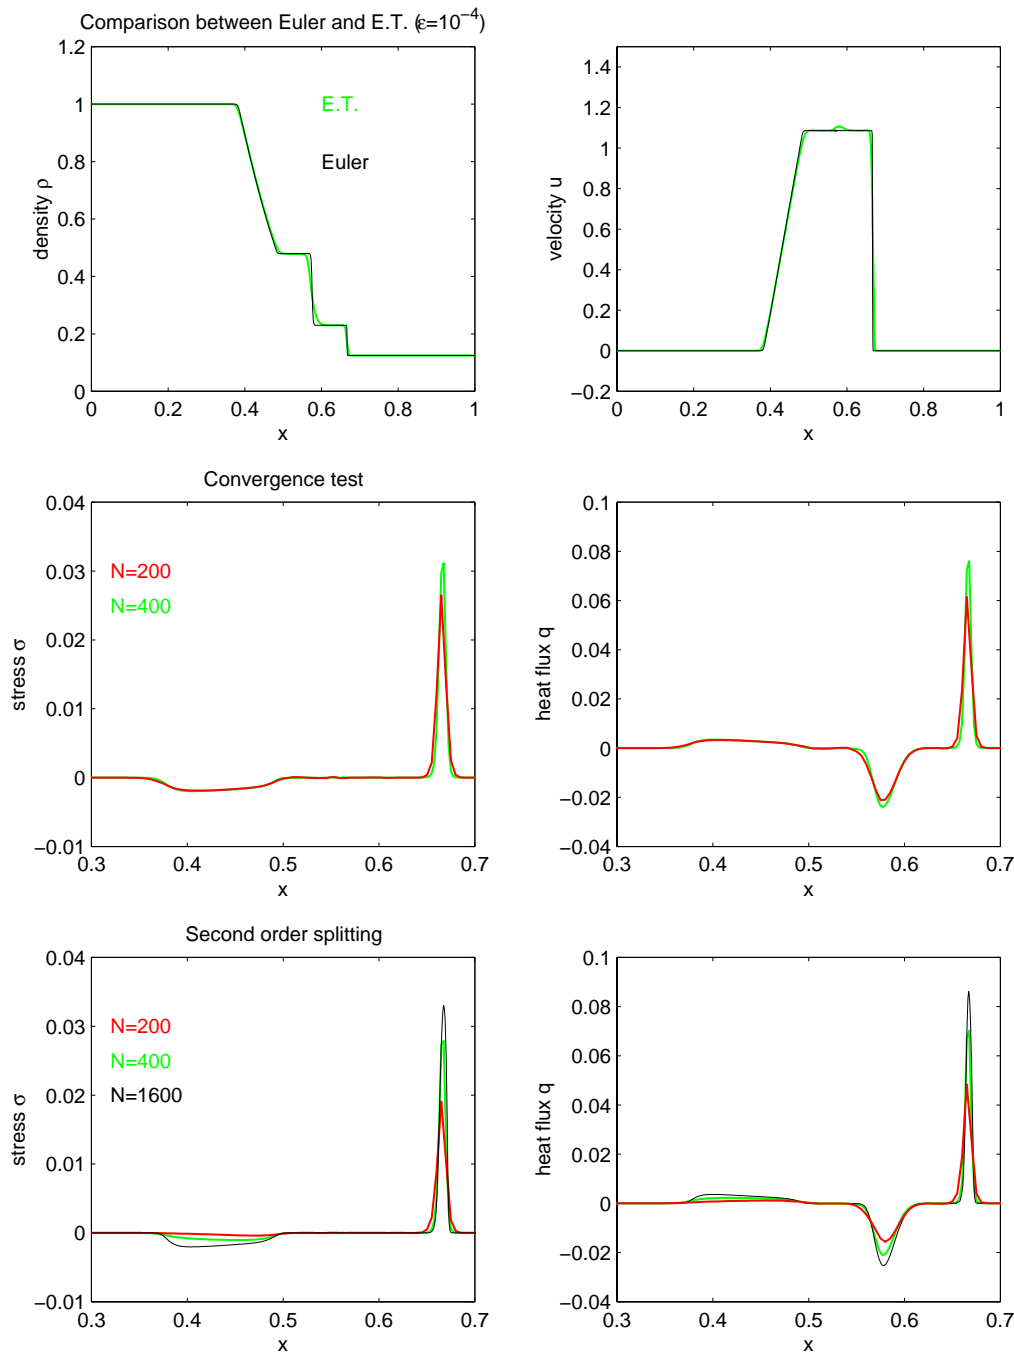 Comparison between Euler and E.T. (ε=10⁻⁴)
1.2
1
0.8
0.6
0.4
0.2
0
density ρ
E.T.
Euler
0 0.2 0.4 0.6 0.8 1
x
1.4
1.2
1
0.8
0.6
0.4
0.2
0
−0.2
velocity u
0 0.2 0.4 0.6 0.8 1
x
Convergence test
0.04
0.03
0.02
0.01
0
−0.01
stress σ
N=200
N=400
0.3 0.4 0.5 0.6 0.7
x
0.1
0.08
0.06
0.04
0.02
0
−0.02
−0.04
heat flux q
0.3 0.4 0.5 0.6 0.7
x
Second order splitting
0.04
0.03
0.02
0.01
0
−0.01
stress σ
N=200
N=400
N=1600
0.3 0.4 0.5 0.6 0.7
x
0.1
0.08
0.06
0.04
0.02
0
−0.02
−0.04
heat flux q
0.3 0.4 0.5 0.6 0.7
x